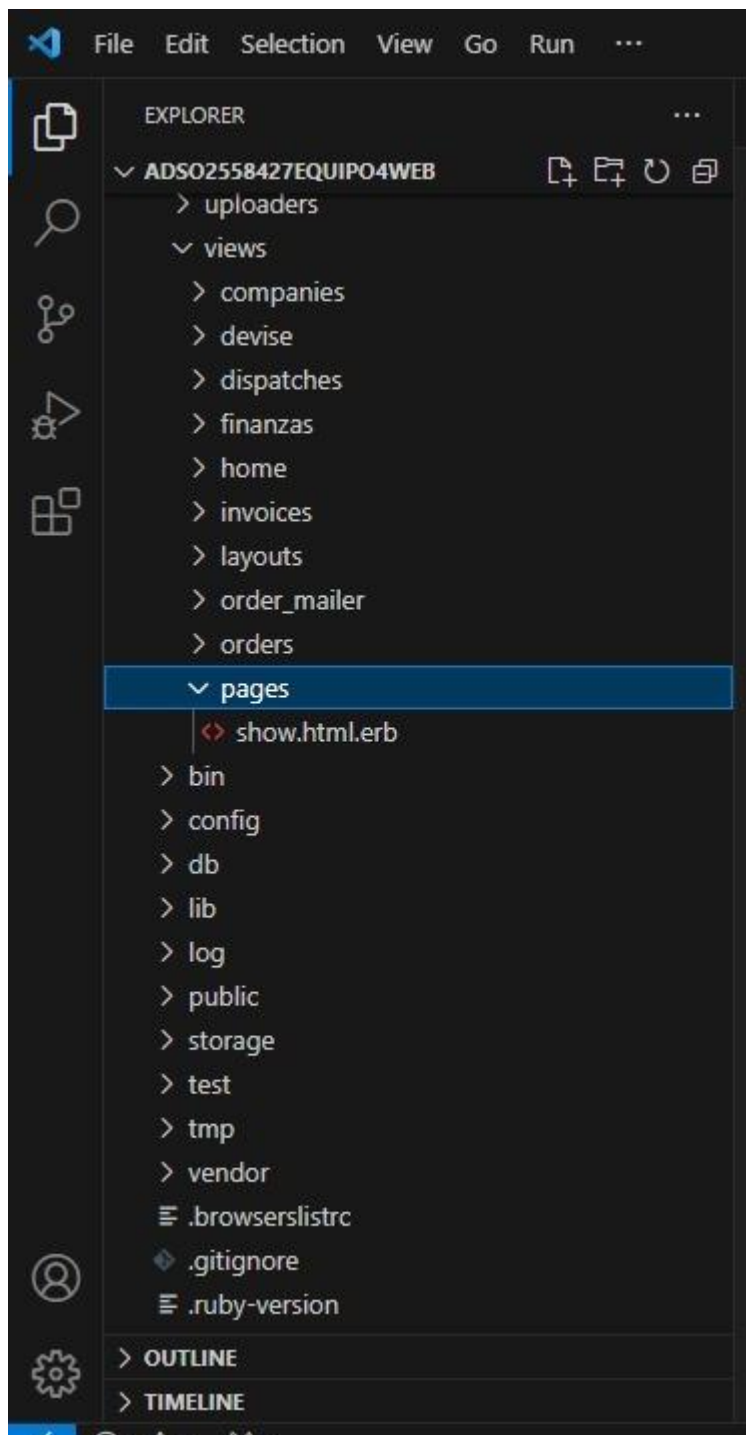 File Edit Selection View Go Run ...
EXPLORER ...
ADSO2558427EQUIPO4WEB
uploaders
views
companies
devise
dispatches
finanzas
home
invoices
layouts
order_mailer
orders
pages
show.html.erb
bin
config
db
lib
log
public
storage
test
tmp
vendor
.browserslistrc
.gitignore
.ruby-version
OUTLINE
TIMELINE